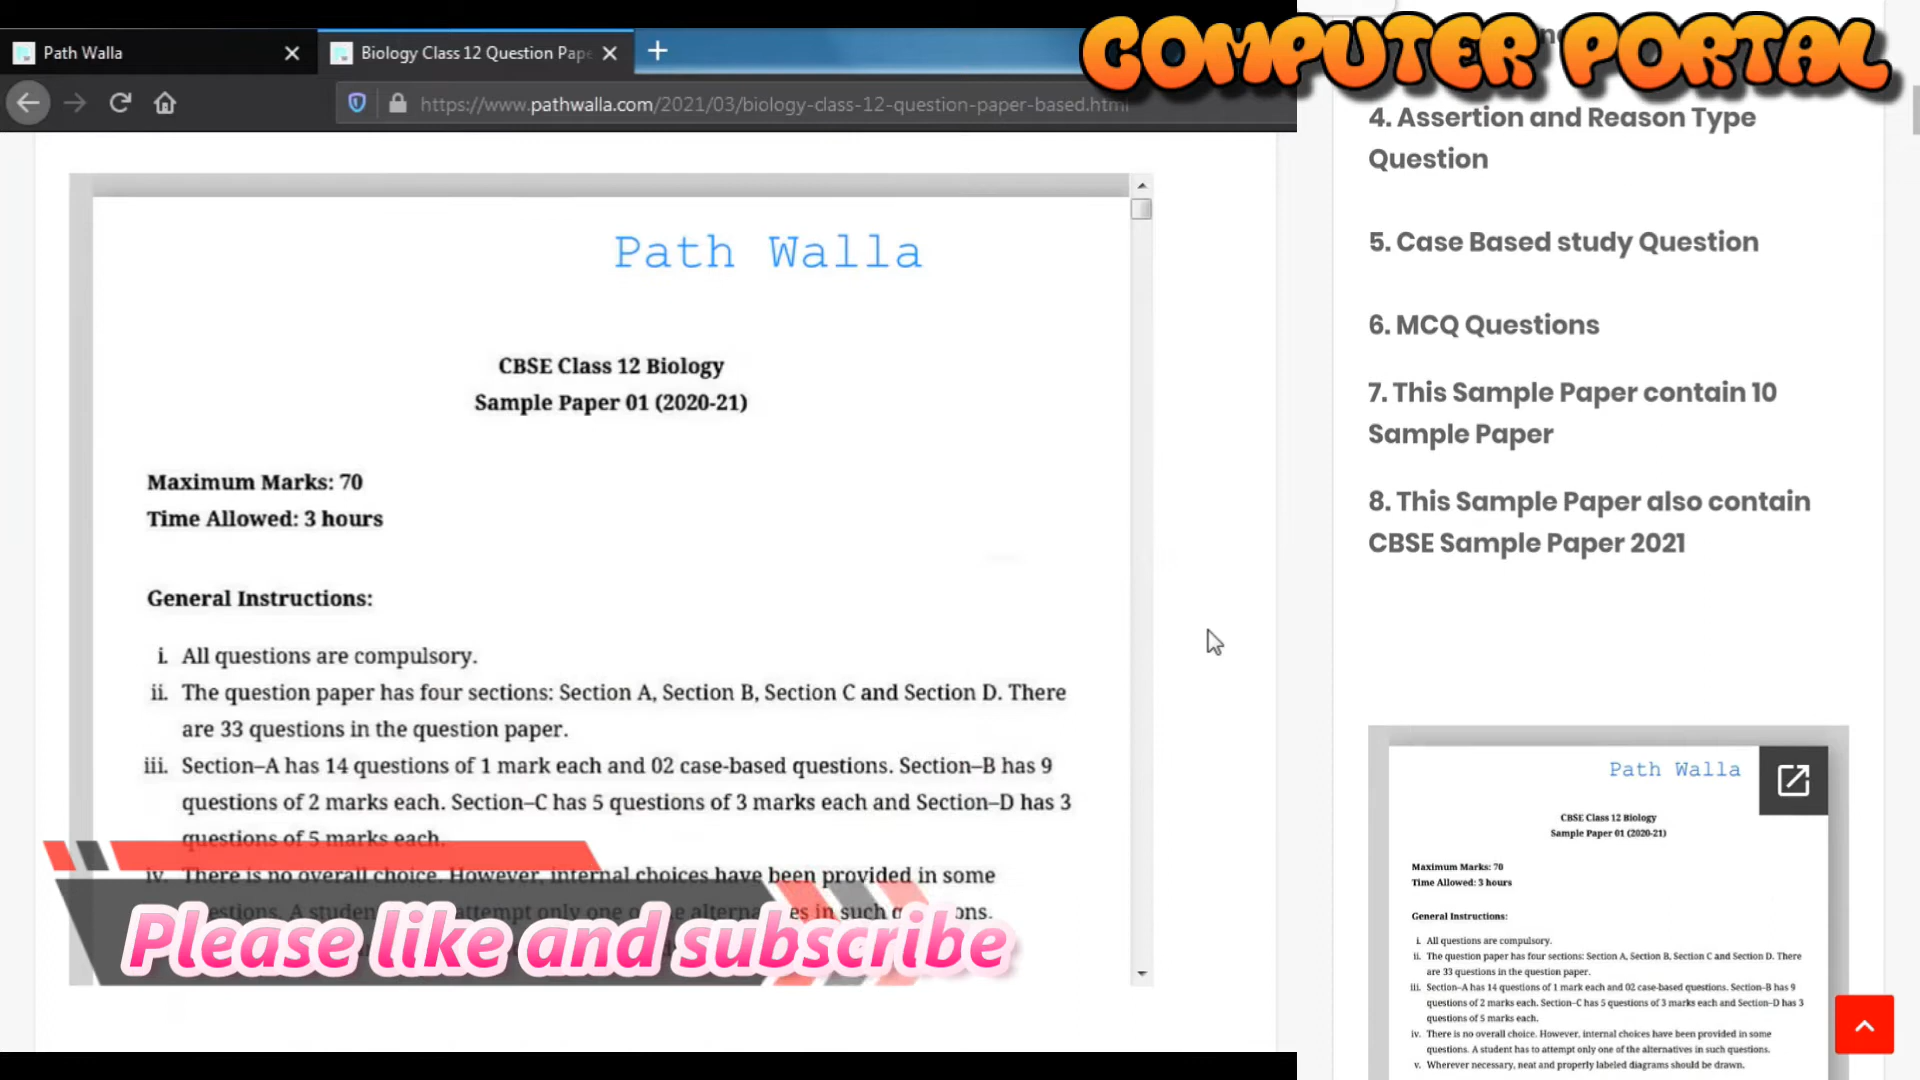 COMPUTER PORTAL
Path Walla
Biology Class 12 Question Pape
https://www.pathwalla.com/2021/03/biology-class-12-question-paper-based.html
Path Walla
CBSE Class 12 Biology
Sample Paper 01 (2020-21)
Maximum Marks: 70
Time Allowed: 3 hours
General Instructions:
i. All questions are compulsory.
ii. The question paper has four sections: Section A, Section B, Section C and Section D. There
are 33 questions in the question paper.
iii. Section–A has 14 questions of 1 mark each and 02 case-based questions. Section–B has 9
questions of 2 marks each. Section–C has 5 questions of 3 marks each and Section–D has 3
questions of 5 marks each.
iv. There is no overall choice. However, internal choices have been provided in some
attempt only one in such
Please like and subscribe
4. Assertion and Reason Type
Question
5. Case Based study Question
6. MCQ Questions
7. This Sample Paper contain 10
Sample Paper
8. This Sample Paper also contain
CBSE Sample Paper 2021
Path Walla
CBSE Class 12 Biology
Sample Paper 01 (2020-21)
Maximum Marks: 70
Time Allowed: 3 hours
General Instructions:
i. All questions are compulsory.
ii. The question paper has four sections: Section A, Section B, Section C and Section D. There
are 33 questions in the question paper.
iii. Section–A has 14 questions of 1 mark each and 02 case-based questions. Section–B has 9
questions of 2 marks each. Section–C has 5 questions of 3 marks each and Section–D has 3
questions of 5 marks each.
iv. There is no overall choice. However, internal choices have been provided in some
questions. A student has to attempt only one of the alternatives in such questions.
v. Wherever necessary, neat and properly labeled diagrams should be drawn.